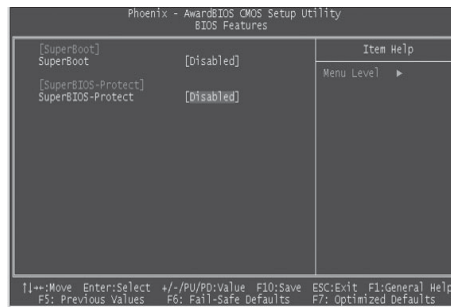 Phoenix - AwardBIOS CMOS Setup Utility
BIOS Features
[SuperBoot]
SuperBoot [Disabled]
[SuperBIOS-Protect]
SuperBIOS-Protect [Disabled]
Item Help
Menu Level ▶
↑↓↔:Move Enter:Select +/-/PU/PD:Value F10:Save ESC:Exit F1:General Help
F5: Previous Values F6: Fail-Safe Defaults F7: Optimized Defaults